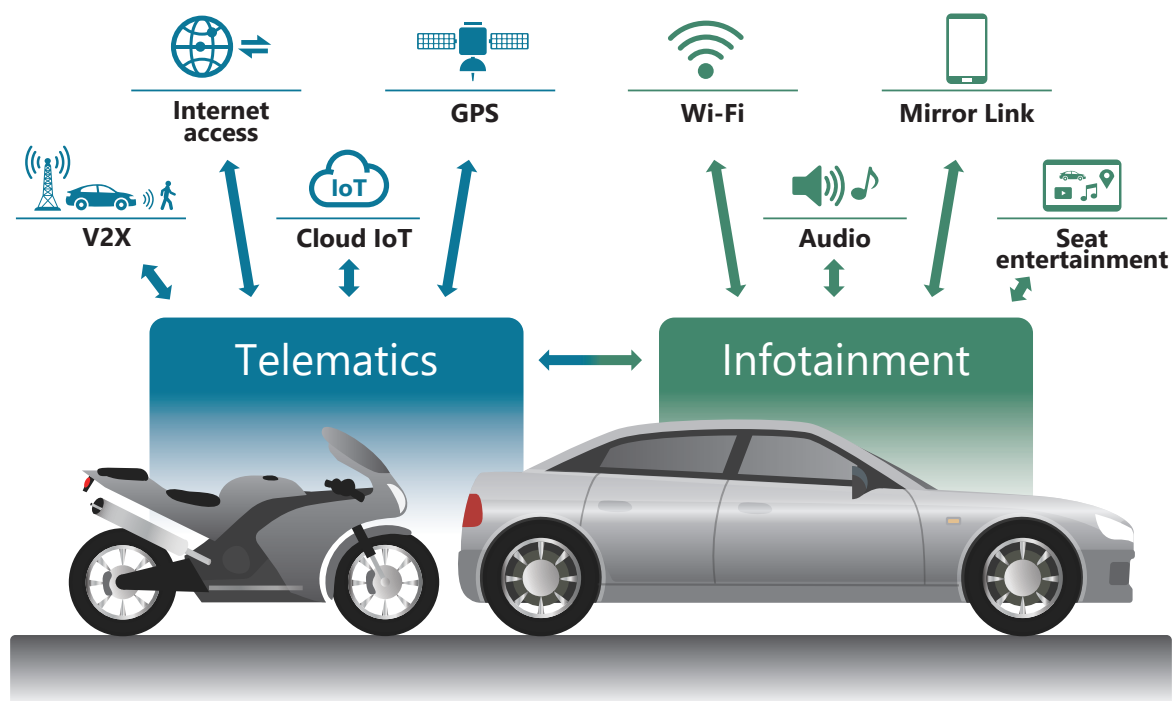 Internet
access
GPS
Wi-Fi
Mirror Link
V2X
IoT
Cloud IoT
Audio
Seat
entertainment
Telematics
Infotainment